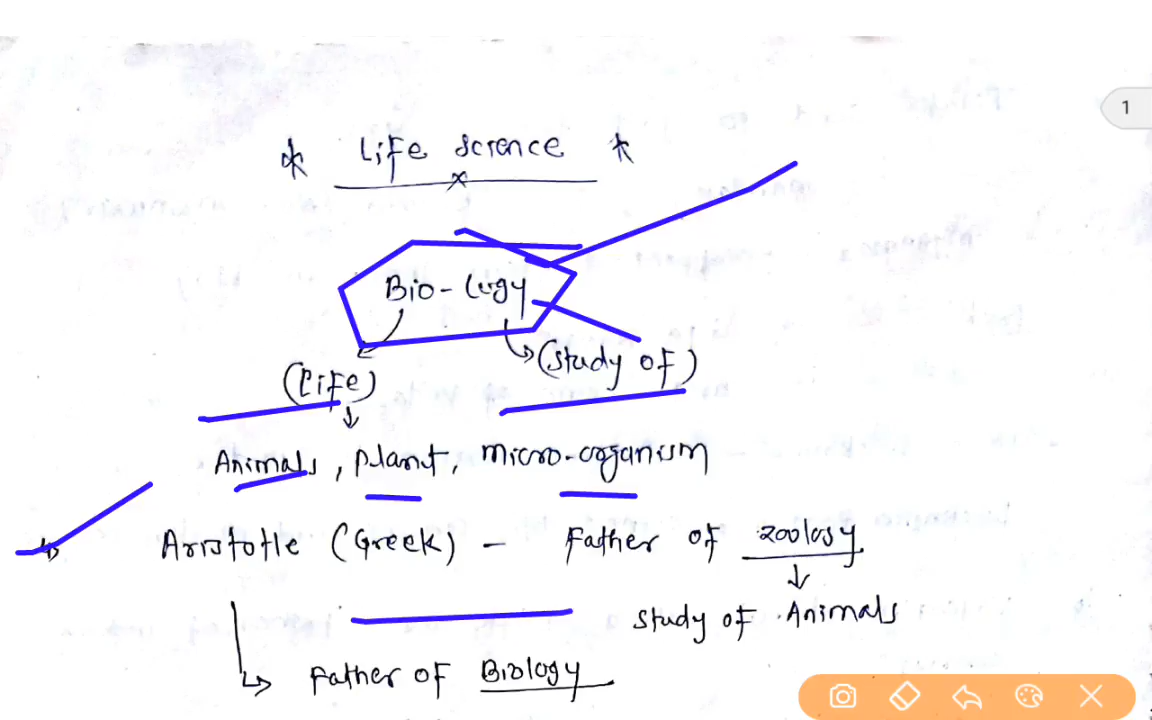 * Life science *
1
Bio-logy
(study of)
(Life)
Animals, plant, micro-organism
Aristotle (Greek) - Father of zoology
study of Animals
Father of Biology